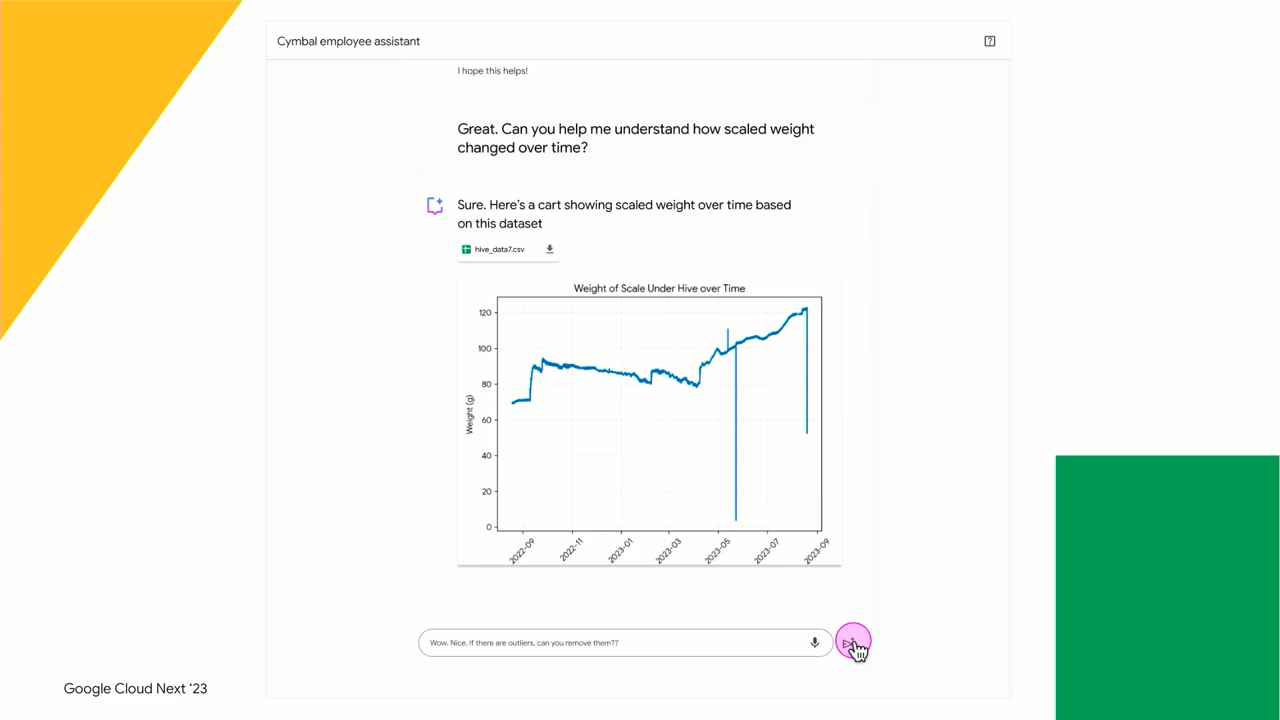 Cymbal employee assistant
I hope this helps!
Great. Can you help me understand how scaled weight
changed over time?
Sure. Here's a cart showing scaled weight over time based
on this dataset
hive_data7.csv
Weight of Scale Under Hive over Time
120
100
80
60
40
20
0
Weight (g)
2022-09
2022-11
2023-01
2023-03
2023-05
2023-07
2023-09
Wow. Nice. If there are outliers, can you remove them??
Google Cloud Next '23